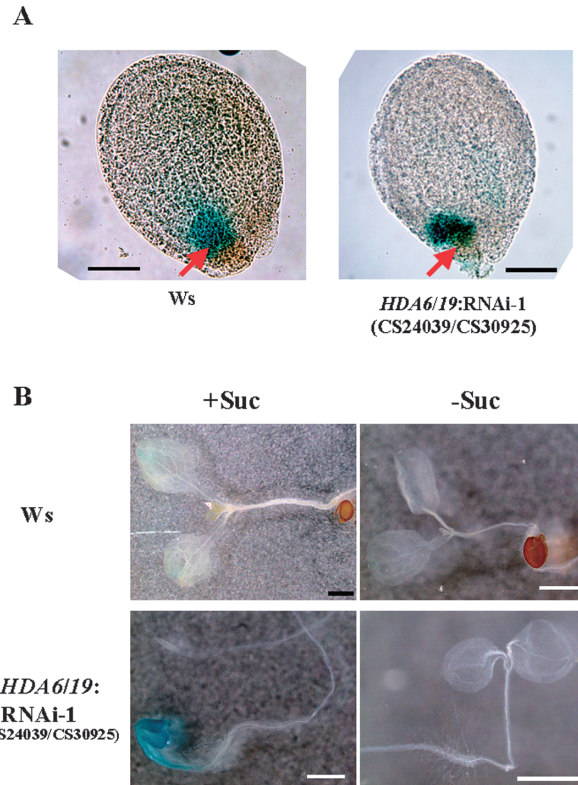 A
Ws
HDA6/19:RNAi-1
(CS24039/CS30925)
B
+Suc
-Suc
Ws
HDA6/19:
RNAi-1
S24039/CS30925)